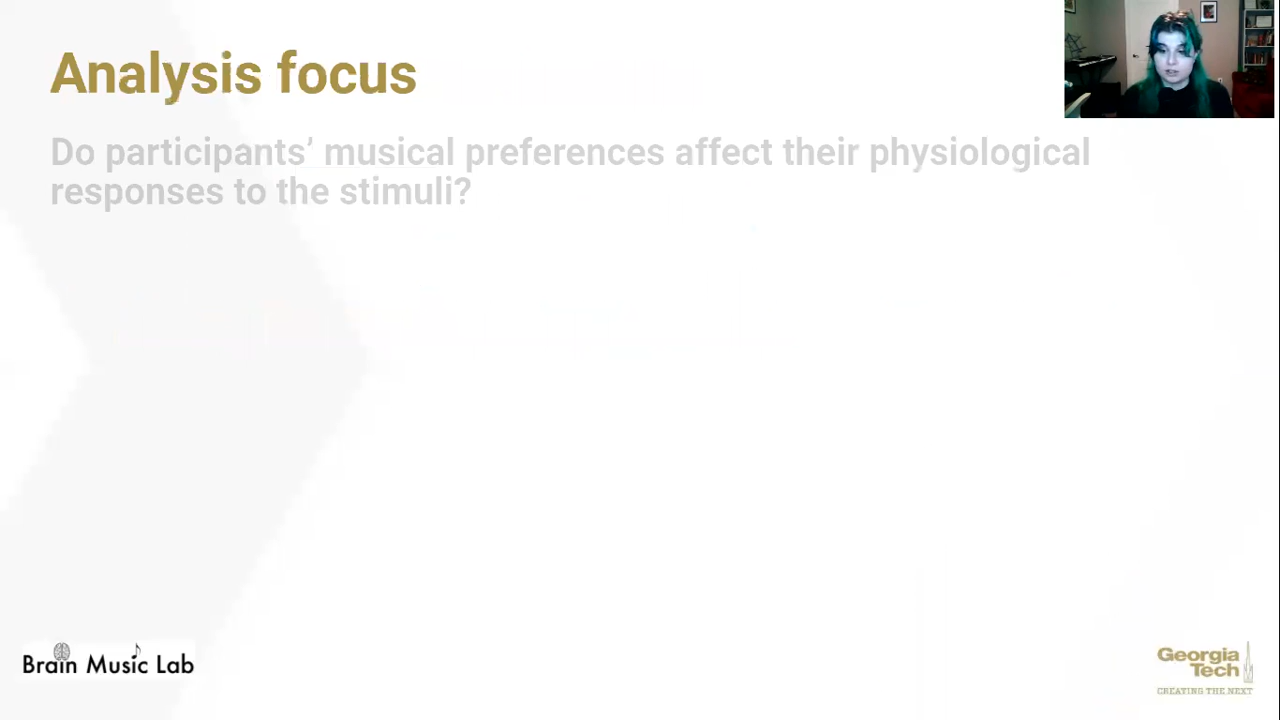 Analysis focus
Do participants’ musical preferences affect their physiological
responses to the stimuli?
Brain Music Lab
Georgia
Tech
CREATING THE NEXT